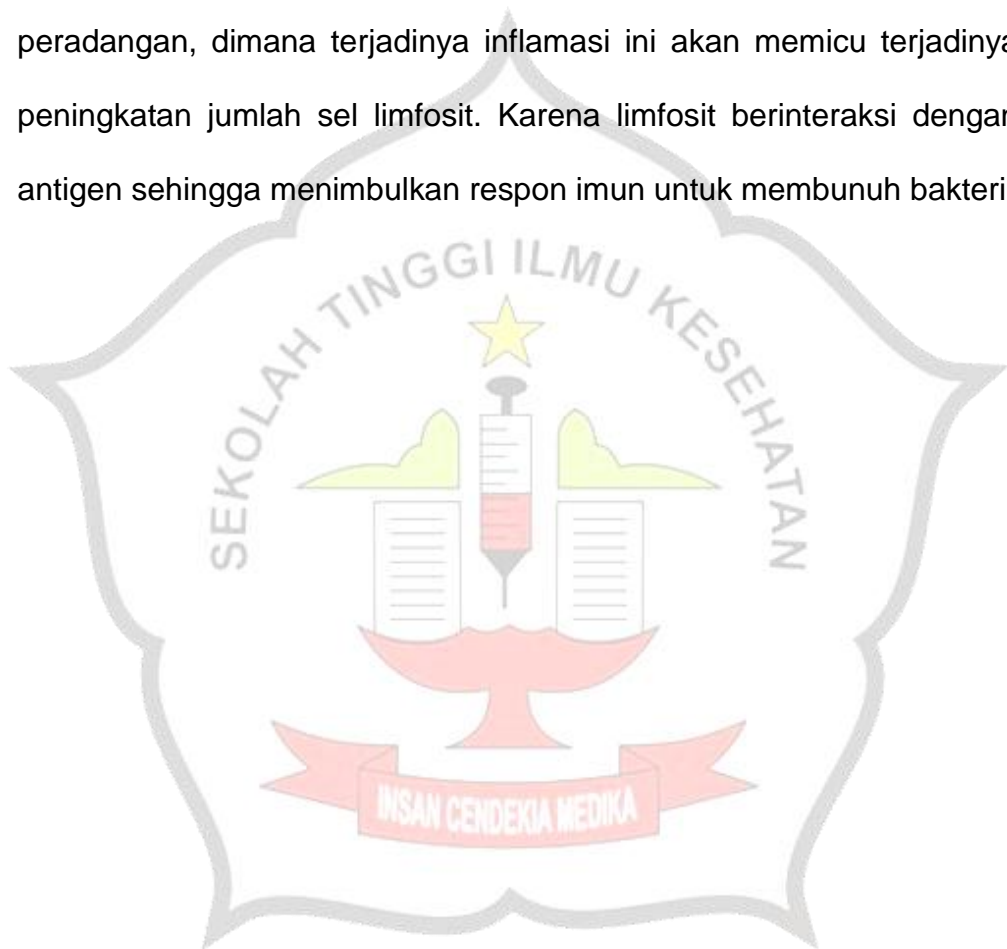 peradangan, dimana terjadinya inflamasi ini akan memicu terjadinya
peningkatan jumlah sel limfosit. Karena limfosit berinteraksi dengan
antigen sehingga menimbulkan respon imun untuk membunuh bakteri
SEKOLAH TINGGI ILMU KESEHATAN
INSAN CENDEKIA MEDIKA